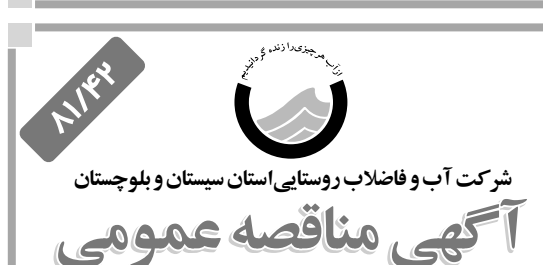 از آب هر چیزی را زنده گردانیدیم
۸۱/۴۲
شرکت آب و فاضلاب روستایی استان سیستان و بلوچستان
آگهی مناقصه عمومی